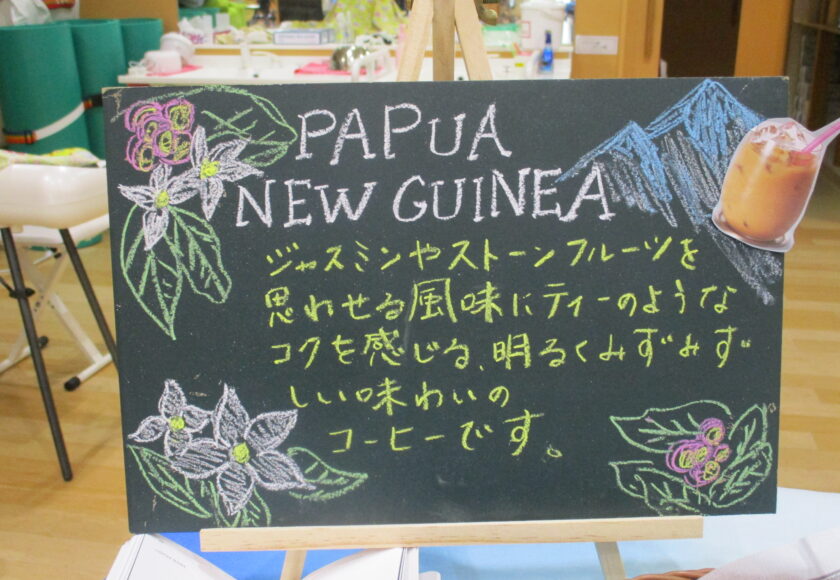 PAPUA
NEW GUINEA
ジャスミンやストーンフルーツを
思わせる風味にティーのような
コクを感じる、明るくみずみず
しい味わいの
コーヒーです。